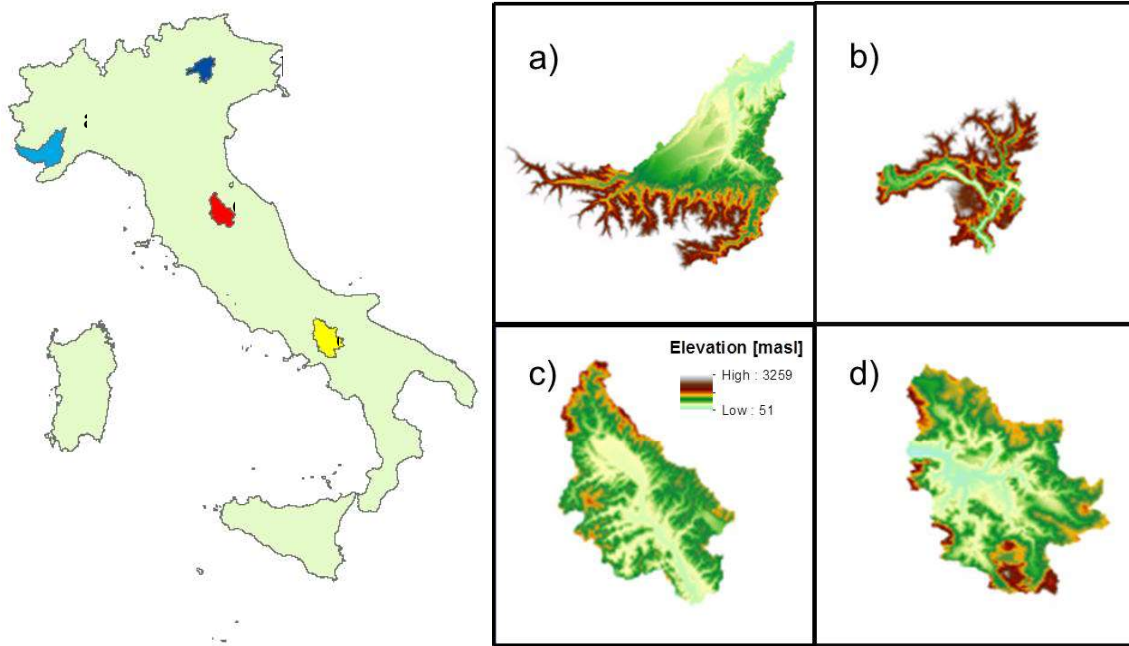 a)
b)
c)
Elevation [masl]
High : 3259
Low : 51
d)